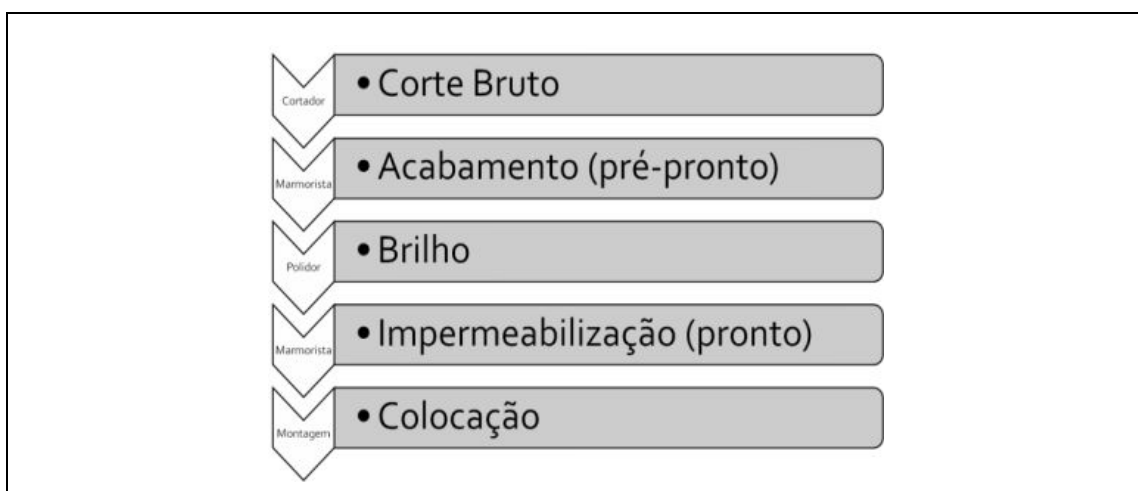 Cortador
• Corte Bruto
Marmorista
• Acabamento (pré-pronto)
Polidor
• Brilho
Marmorista
• Impermeabilização (pronto)
Montagem
• Colocação